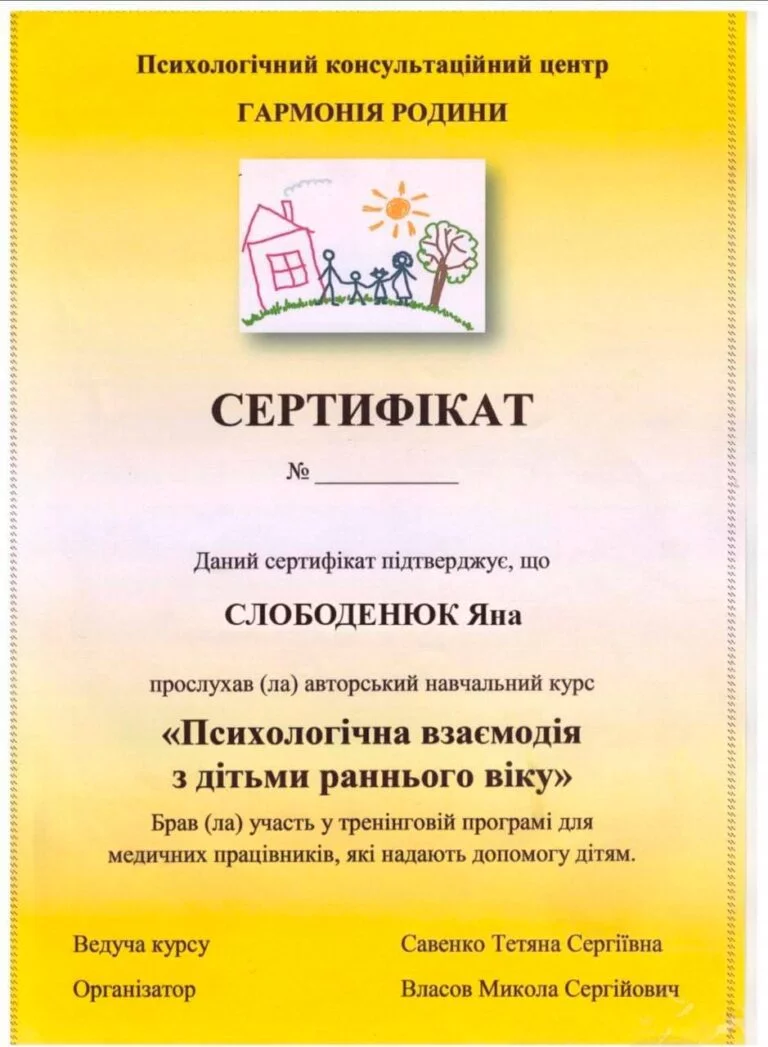 Психологічний консультаційний центр
ГАРМОНІЯ РОДИНИ
СЕРТИФІКАТ
№ ____________
Даний сертифікат підтверджує, що
СЛОБОДЕНЮК Яна
прослухав (ла) авторський навчальний курс
«Психологічна взаємодія
з дітьми раннього віку»
Брав (ла) участь у тренінговій програмі для
медичних працівників, які надають допомогу дітям.
Ведуча курсу Савенко Тетяна Сергіївна
Організатор Власов Микола Сергійович